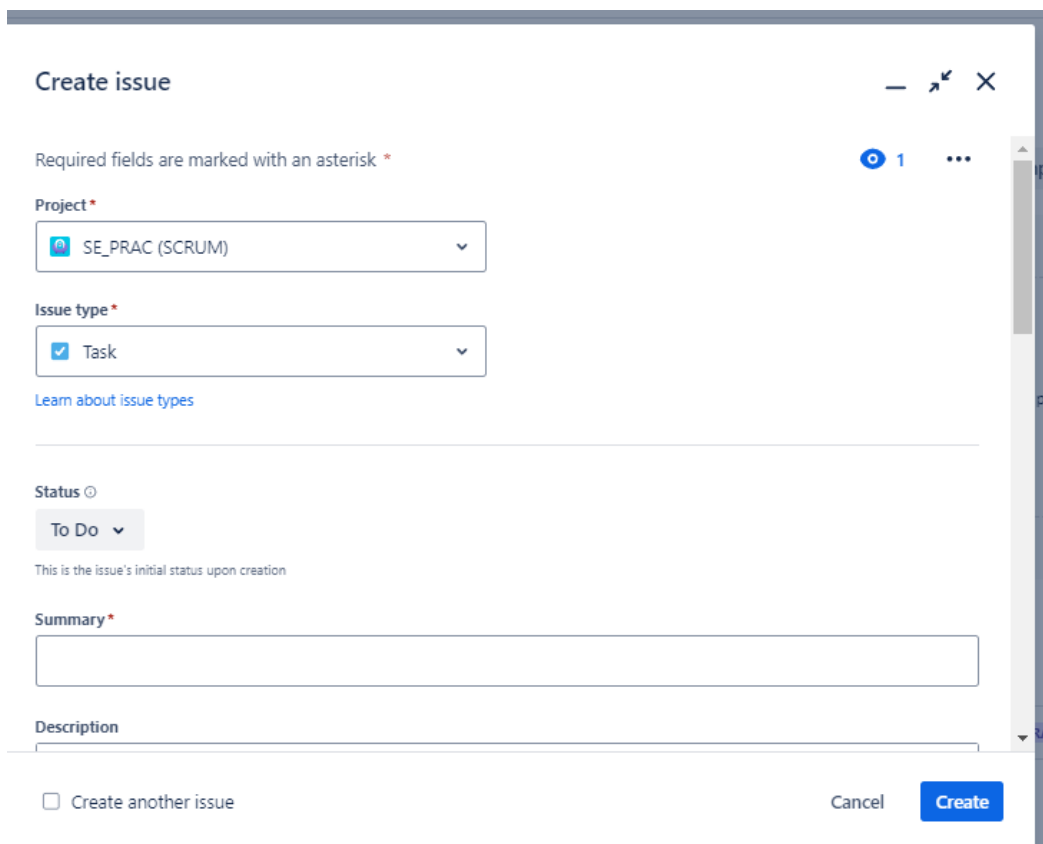 Create issue
Required fields are marked with an asterisk *
1
Project*
SE_PRAC (SCRUM)
Issue type*
Task
Learn about issue types
Status
To Do
This is the issue's initial status upon creation
Summary*
Description
Create another issue
Cancel
Create